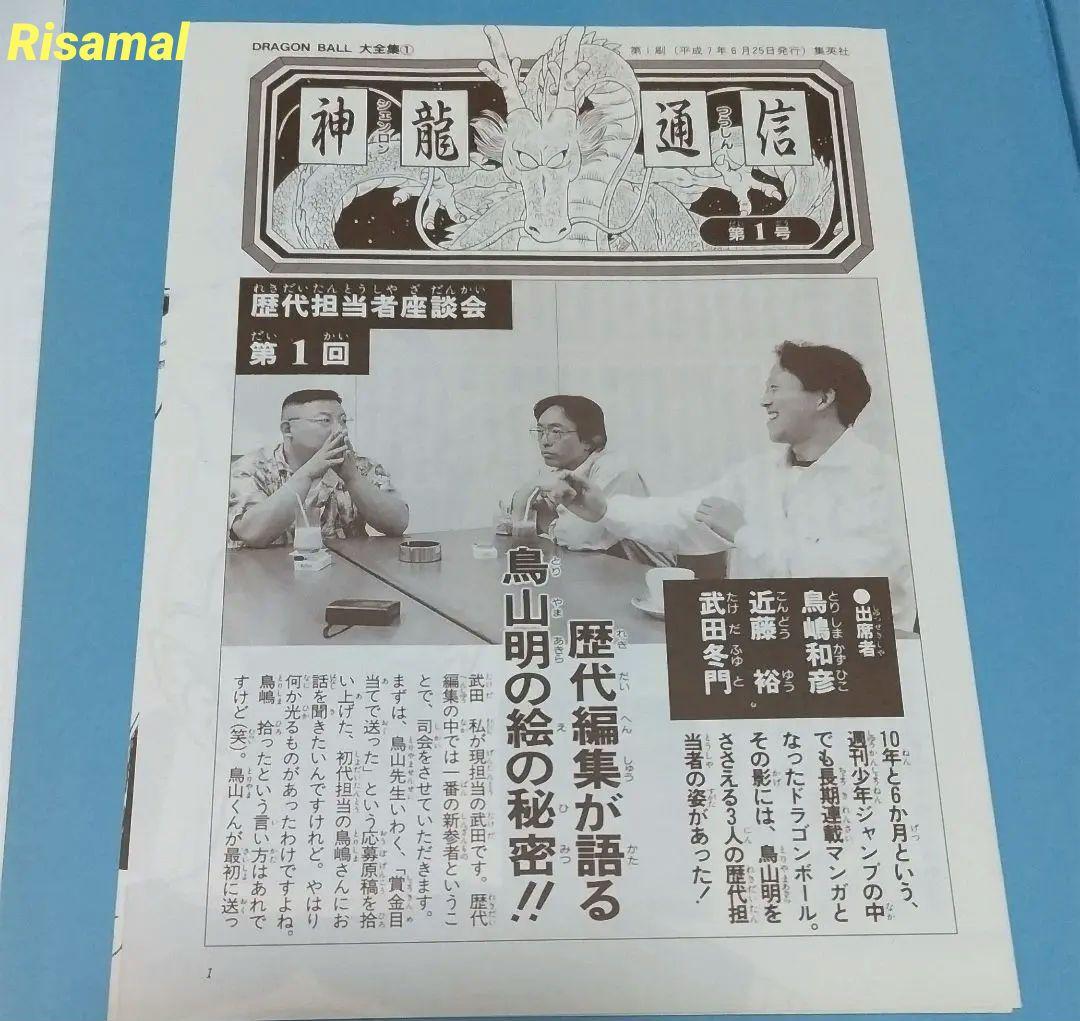 Risamal
DRAGON BALL 大全集①
第1刷(平成7年6月25日発行)集英社
神龍通信
シェンロン
つうしん
第1号
歴代担当者座談会
第1回
●出席者
鳥嶋和彦
近藤 裕
武田冬門
10年と6か月という、
週刊少年ジャンプの中
でも長期連載マンガと
なったドラゴンボール。
その影には、鳥山明を
ささえる3人の歴代担
当者の姿があった!
歴代編集が語る
鳥山明の絵の秘密!!
武田 私が現担当の武田です。歴代
編集の中では一番の新参者というこ
とで、司会をさせていただきます。
まずは、鳥山先生いわく、「賞金目
当てで送った」という応募原稿を拾
い上げた、初代担当の鳥嶋さんにお
話を聞きたいんですけれど。やはり
何か光るものがあったわけですよね。
鳥嶋 拾ったという言い方はあれで
すけど(笑)。鳥山くんが最初に送っ
1